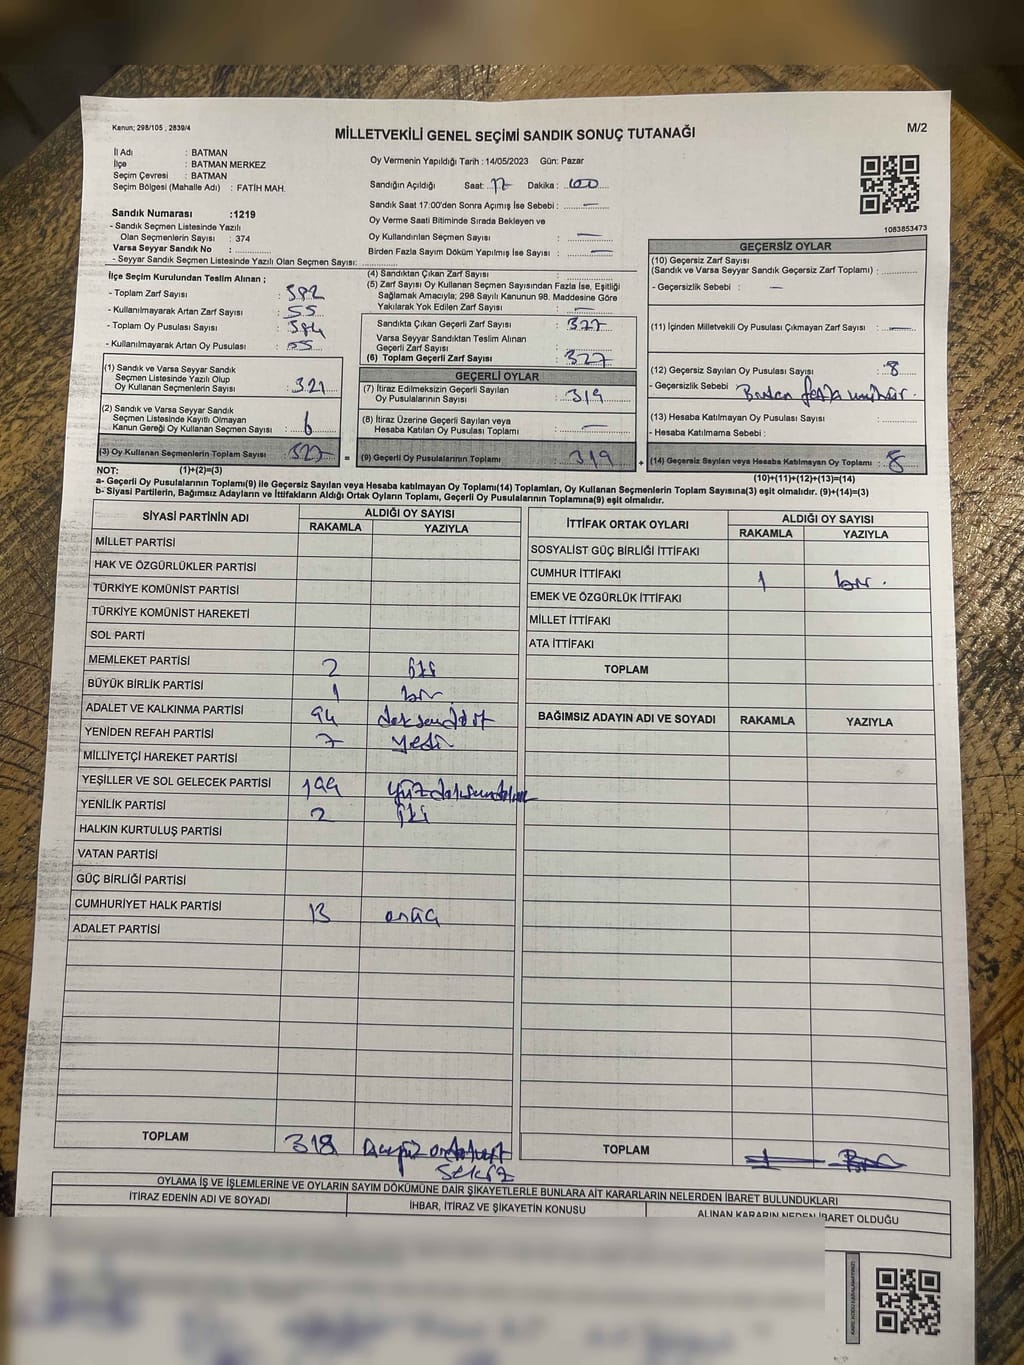 Kanun; 298/105 , 2839/4
MİLLETVEKİLİ GENEL SEÇİMİ SANDIK SONUÇ TUTANAĞI
M/2
İl Adı : BATMAN
İlçe : BATMAN MERKEZ
Seçim Çevresi : BATMAN
Seçim Bölgesi (Mahalle Adı) : FATİH MAH.
Oy Vermenin Yapıldığı Tarih : 14/05/2023 Gün: Pazar
Sandığın Açıldığı Saat: 17 Dakika: 00
Sandık Saat 17:00'den Sonra Açımış İse Sebebi : —
Oy Verme Saati Bitiminde Sırada Bekleyen ve
Oy Kullandırılan Seçmen Sayısı : —
Birden Fazla Sayım Döküm Yapılmış İse Sayısı : —
1083853473
Sandık Numarası :1219
- Sandık Seçmen Listesinde Yazılı
Olan Seçmenlerin Sayısı : 374
Varsa Seyyar Sandık No :
- Seyyar Sandık Seçmen Listesinde Yazılı Olan Seçmen Sayısı:
İlçe Seçim Kurulundan Teslim Alınan ;
- Toplam Zarf Sayısı : 382
- Kullanılmayarak Artan Zarf Sayısı : 55
- Toplam Oy Pusulası Sayısı : 384
- Kullanılmayarak Artan Oy Pusulası : 55
(1) Sandık ve Varsa Seyyar Sandık
Seçmen Listesinde Yazılı Olup
Oy Kullanan Seçmenlerin Sayısı : 321
(2) Sandık ve Varsa Seyyar Sandık
Seçmen Listesinde Kayıtlı Olmayan
Kanun Gereği Oy Kullanan Seçmen Sayısı : 6
(3) Oy Kullanan Seçmenlerin Toplam Sayısı : 327
(4) Sandıktan Çıkan Zarf Sayısı :
(5) Zarf Sayısı Oy Kullanan Seçmen Sayısından Fazla İse, Eşitliği
Sağlamak Amacıyla; 298 Sayılı Kanunun 98. Maddesine Göre
Yakılarak Yok Edilen Zarf Sayısı : —
Sandıkta Çıkan Geçerli Zarf Sayısı : 327
Varsa Seyyar Sandıktan Teslim Alınan
Geçerli Zarf Sayısı
(6) Toplam Geçerli Zarf Sayısı : 327
GEÇERLİ OYLAR
(7) İtiraz Edilmeksizin Geçerli Sayılan
Oy Pusulalarının Sayısı : 319
(8) İtiraz Üzerine Geçerli Sayılan veya
Hesaba Katılan Oy Pusulası Toplamı : —
= (9) Geçerli Oy Pusulalarının Toplamı : 319
GEÇERSİZ OYLAR
(10) Geçersiz Zarf Sayısı
(Sandık ve Varsa Seyyar Sandık Geçersiz Zarf Toplamı) :
- Geçersizlik Sebebi : —
(11) İçinden Milletvekili Oy Pusulası Çıkmayan Zarf Sayısı : —
(12) Geçersiz Sayılan Oy Pusulası Sayısı : 8
- Geçersizlik Sebebi : Birden fazla mühür.
(13) Hesaba Katılmayan Oy Pusulası Sayısı
- Hesaba Katılmama Sebebi :
+ (14) Geçersiz Sayılan veya Hesaba Katılmayan Oy Toplamı : 8
NOT: (1)+(2)=(3)
(10)+(11)+(12)+(13)=(14)
a- Geçerli Oy Pusulalarının Toplamı(9) ile Geçersiz Sayılan veya Hesaba katılmayan Oy Toplamı(14) Toplamları, Oy Kullanan Seçmenlerin Toplam Sayısına(3) eşit olmalıdır. (9)+(14)=(3)
b- Siyasi Partilerin, Bağımsız Adayların ve İttifakların Aldığı Ortak Oyların Toplamı, Geçerli Oy Pusulalarının Toplamına(9) eşit olmalıdır.
SİYASİ PARTİNİN ADI ALDIĞI OY SAYISI
RAKAMLA YAZIYLA
MİLLET PARTİSİ
HAK VE ÖZGÜRLÜKLER PARTİSİ
TÜRKİYE KOMÜNİST PARTİSİ
TÜRKİYE KOMÜNİST HAREKETİ
SOL PARTİ
MEMLEKET PARTİSİ 2 iki
BÜYÜK BİRLİK PARTİSİ 1 bir
ADALET VE KALKINMA PARTİSİ 94 doksandört
YENİDEN REFAH PARTİSİ 7 yedi
MİLLİYETÇİ HAREKET PARTİSİ
YEŞİLLER VE SOL GELECEK PARTİSİ 199 yüzdoksandokuz
YENİLİK PARTİSİ 2 iki
HALKIN KURTULUŞ PARTİSİ
VATAN PARTİSİ
GÜÇ BİRLİĞİ PARTİSİ
CUMHURİYET HALK PARTİSİ 13 onüç
ADALET PARTİSİ
TOPLAM 318
sekiz
İTTİFAK ORTAK OYLARI ALDIĞI OY SAYISI
RAKAMLA YAZIYLA
SOSYALİST GÜÇ BİRLİĞİ İTTİFAKI
CUMHUR İTTİFAKI 1 bir.
EMEK VE ÖZGÜRLÜK İTTİFAKI
MİLLET İTTİFAKI
ATA İTTİFAKI
TOPLAM
BAĞIMSIZ ADAYIN ADI VE SOYADI RAKAMLA YAZIYLA
TOPLAM
OYLAMA İŞ VE İŞLEMLERİNE VE OYLARIN SAYIM DÖKÜMÜNE DAİR ŞİKAYETLERLE BUNLARA AİT KARARLARIN NELERDEN İBARET BULUNDUKLARI
İTİRAZ EDENİN ADI VE SOYADI İHBAR, İTİRAZ VE ŞİKAYETİN KONUSU ALINAN KARARIN NEDEN İBARET OLDUĞU